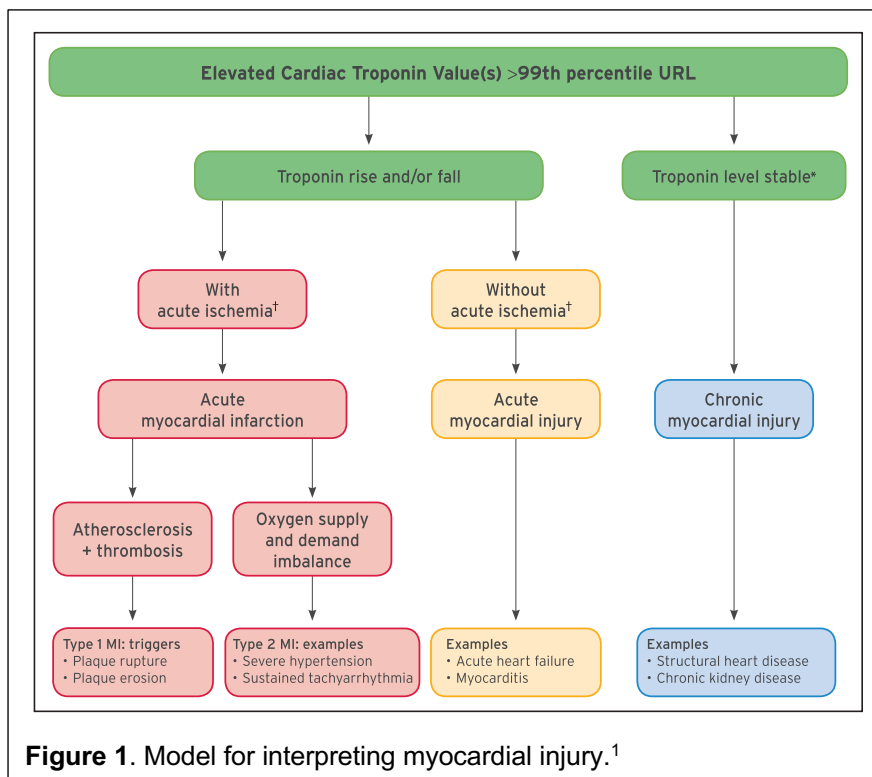 Elevated Cardiac Troponin Value(s) >99th percentile URL
Troponin rise and/or fall
Troponin level stable*
With
acute ischemia†
Without
acute ischemia†
Acute
myocardial infarction
Acute
myocardial injury
Chronic
myocardial injury
Atherosclerosis
+ thrombosis
Oxygen supply
and demand
imbalance
Type 1 MI: triggers
• Plaque rupture
• Plaque erosion
Type 2 MI: examples
• Severe hypertension
• Sustained tachyarrhythmia
Examples
• Acute heart failure
• Myocarditis
Examples
• Structural heart disease
• Chronic kidney disease
Figure 1. Model for interpreting myocardial injury.1